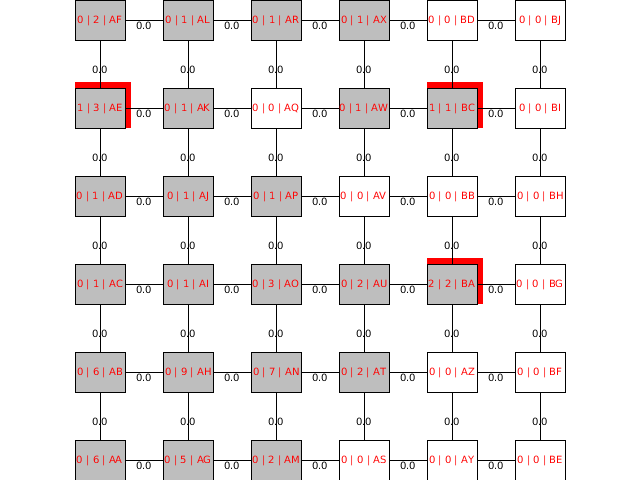 0 | 2 | AF 0.0 0 | 1 | AL 0.0 0 | 1 | AR 0.0 0 | 1 | AX 0.0 0 | 0 | BD 0.0 0 | 0 | BJ
0.0 0.0 0.0 0.0 0.0 0.0
1 | 3 | AE 0.0 0 | 1 | AK 0.0 0 | 0 | AQ 0.0 0 | 1 | AW 0.0 1 | 1 | BC 0.0 0 | 0 | BI
0.0 0.0 0.0 0.0 0.0 0.0
0 | 1 | AD 0.0 0 | 1 | AJ 0.0 0 | 1 | AP 0.0 0 | 0 | AV 0.0 0 | 0 | BB 0.0 0 | 0 | BH
0.0 0.0 0.0 0.0 0.0 0.0
0 | 1 | AC 0.0 0 | 1 | AI 0.0 0 | 3 | AO 0.0 0 | 2 | AU 0.0 2 | 2 | BA 0.0 0 | 0 | BG
0.0 0.0 0.0 0.0 0.0 0.0
0 | 6 | AB 0.0 0 | 9 | AH 0.0 0 | 7 | AN 0.0 0 | 2 | AT 0.0 0 | 0 | AZ 0.0 0 | 0 | BF
0.0 0.0 0.0 0.0 0.0 0.0
0 | 6 | AA 0.0 0 | 5 | AG 0.0 0 | 2 | AM 0.0 0 | 0 | AS 0.0 0 | 0 | AY 0.0 0 | 0 | BE